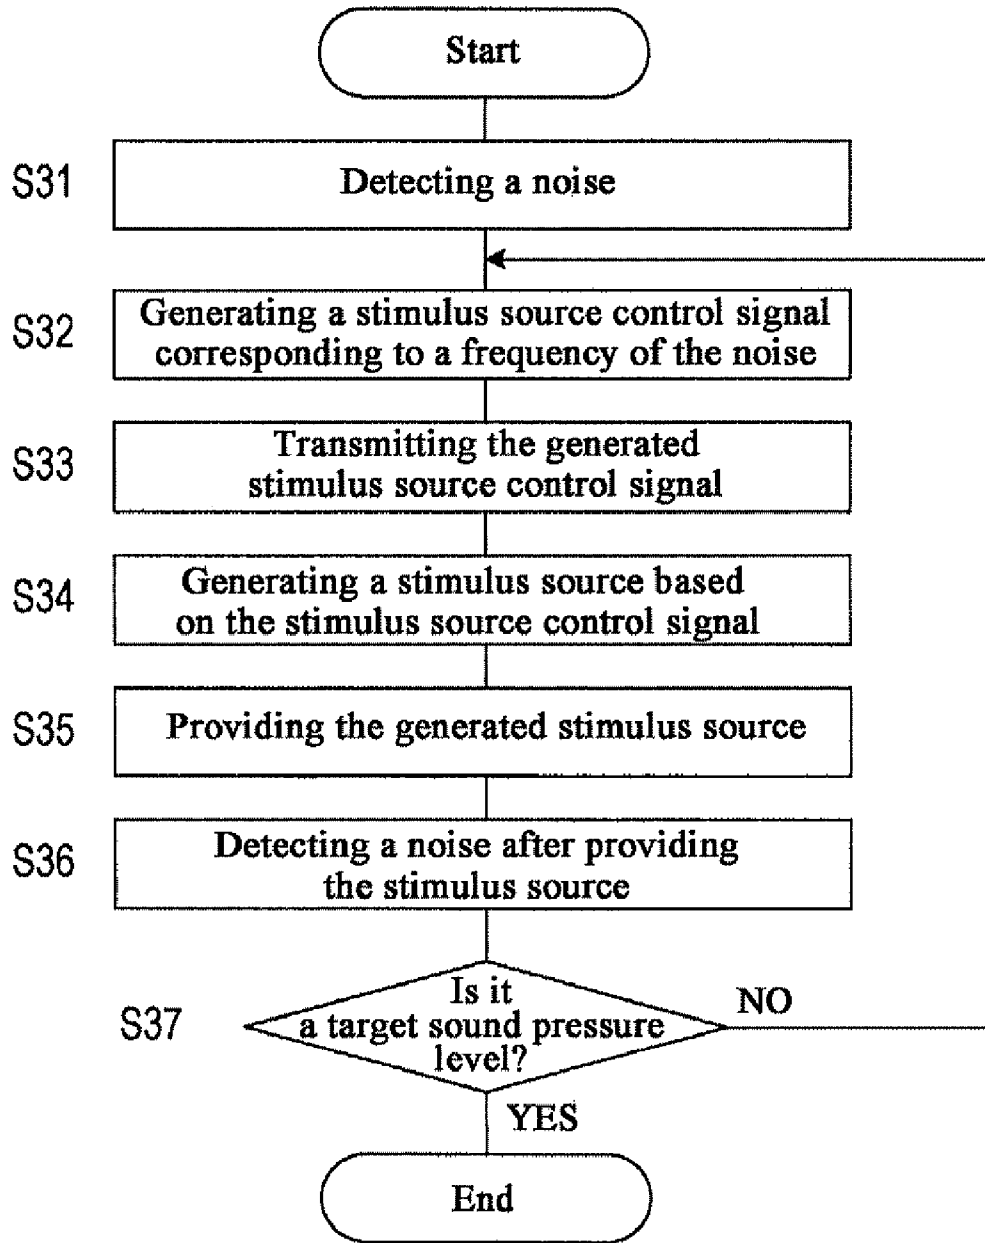 Start
S31
Detecting a noise
S32
Generating a stimulus source control signal
corresponding to a frequency of the noise
S33
Transmitting the generated
stimulus source control signal
S34
Generating a stimulus source based
on the stimulus source control signal
S35
Providing the generated stimulus source
S36
Detecting a noise after providing
the stimulus source
S37
Is it
a target sound pressure
level?
NO
YES
End